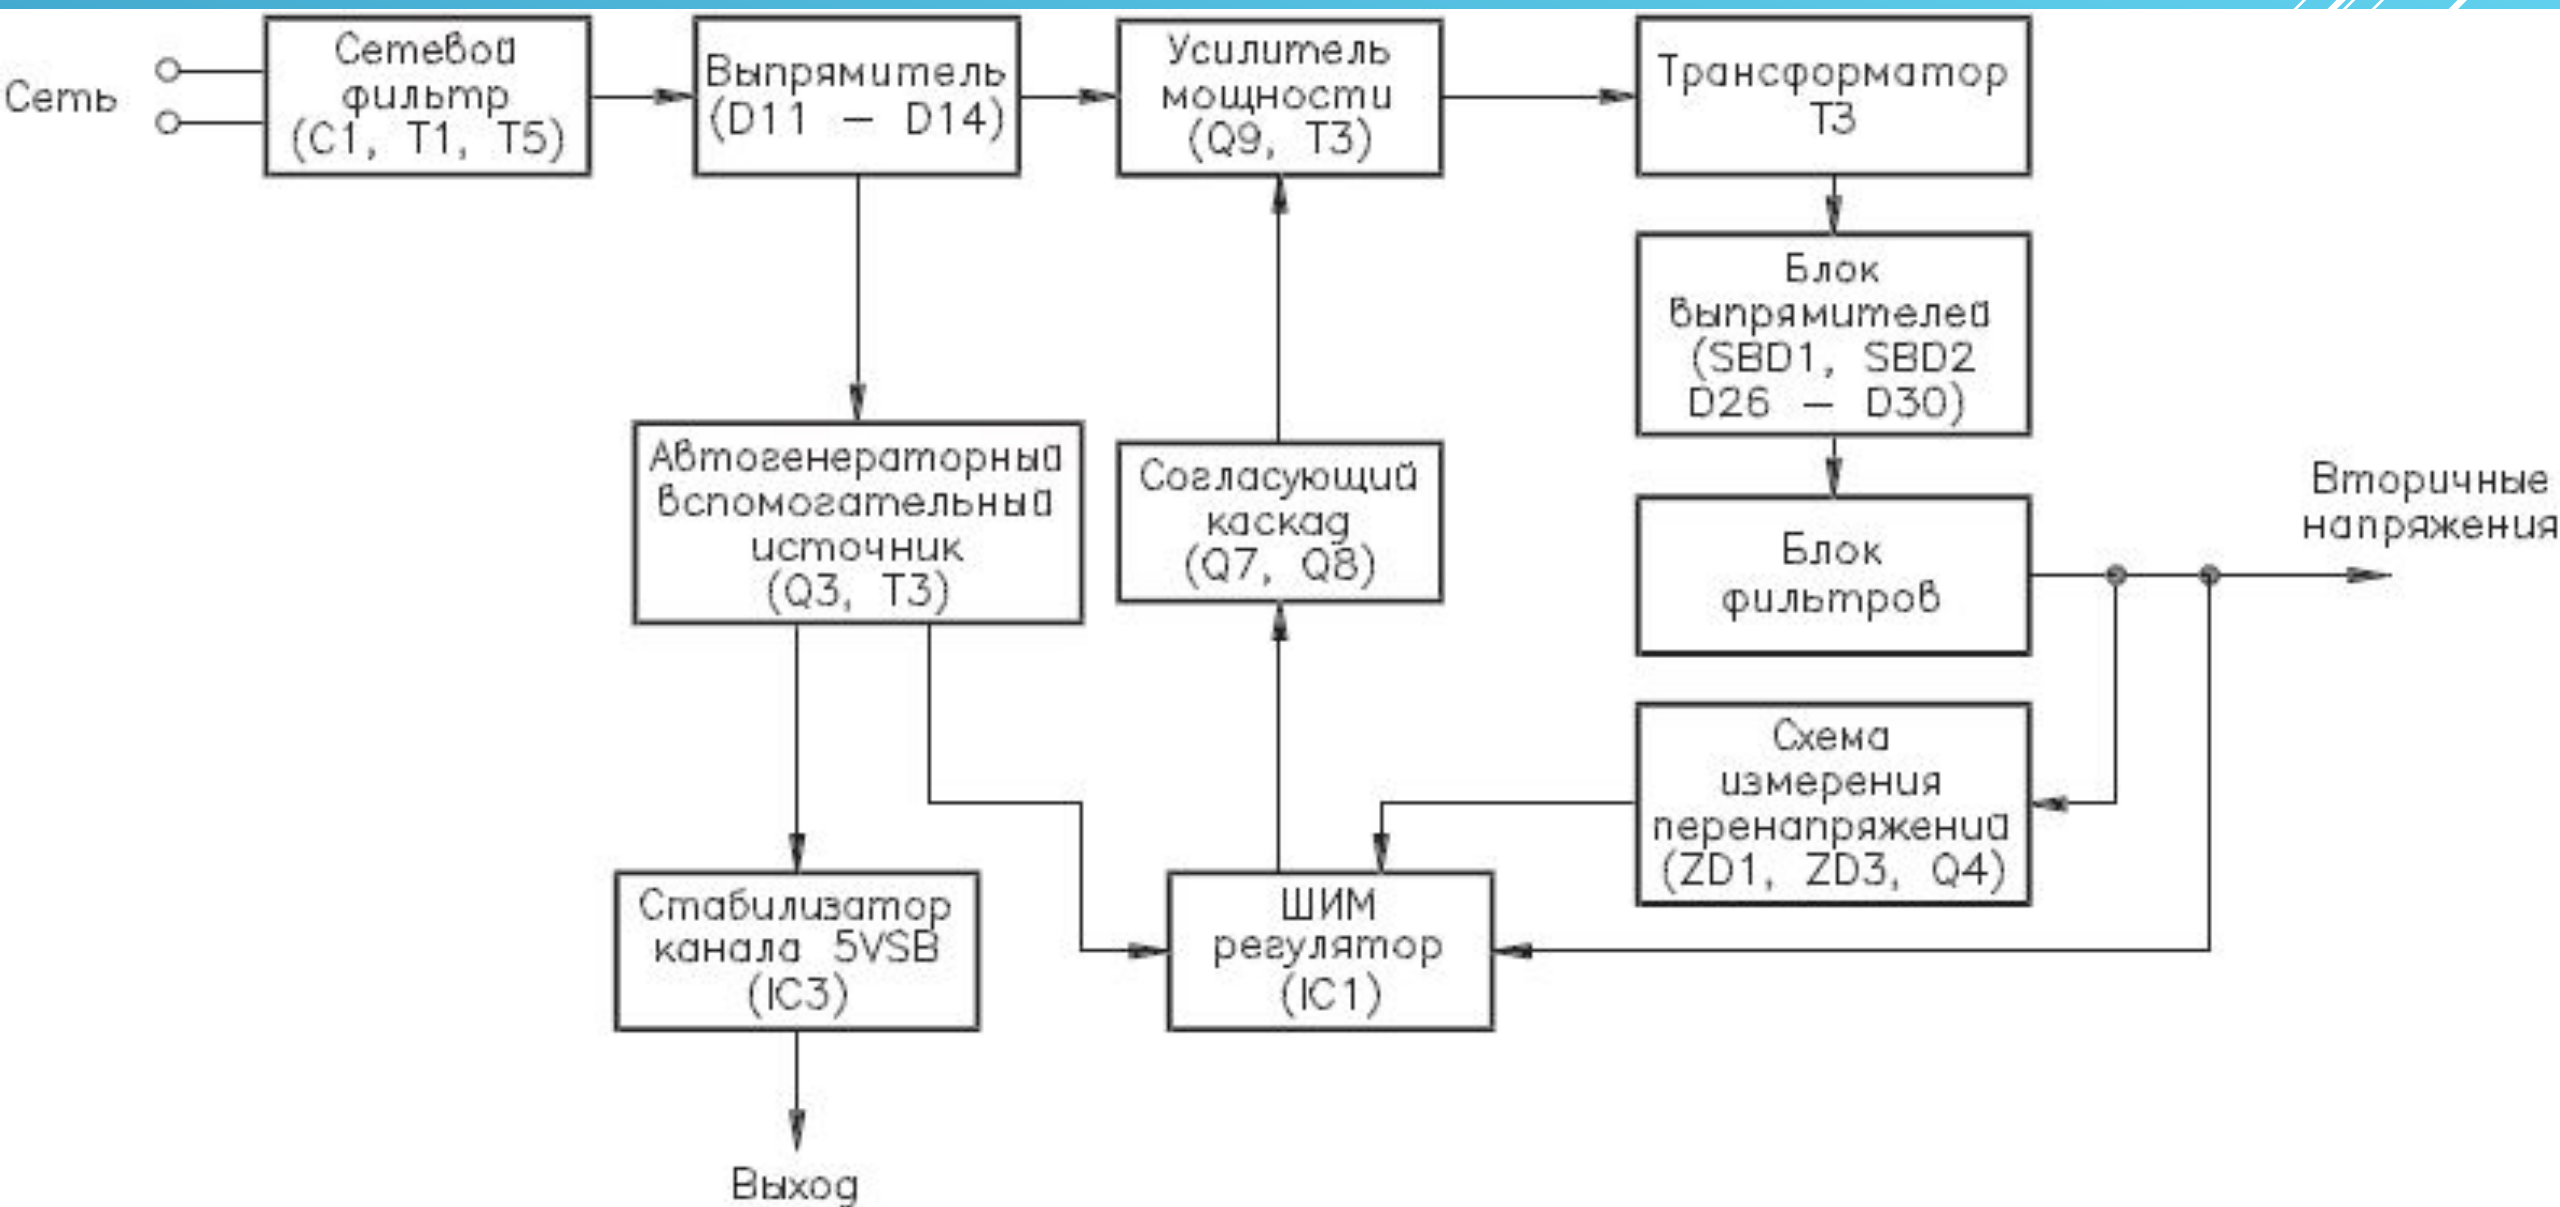 Сеть
Сетевой
фильтр
(C1, T1, T5)
Выпрямитель
(D11 – D14)
Усилитель
мощности
(Q9, T3)
Трансформатор
T3
Блок
выпрямителей
(SBD1, SBD2
D26 – D30)
Автогенераторный
вспомогательный
источник
(Q3, T3)
Согласующий
каскад
(Q7, Q8)
Блок
фильтров
Вторичные
напряжения
Схема
измерения
перенапряжений
(ZD1, ZD3, Q4)
Стабилизатор
канала 5VSB
(IC3)
ШИМ
регулятор
(IC1)
Выход